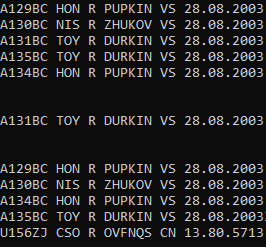 A129BC HON R PUPKIN VS 28.08.2003
A130BC NIS R ZHUKOV VS 28.08.2003
A131BC TOY R DURKIN VS 28.08.2003
A135BC TOY R DURKIN VS 28.08.2003
A134BC HON R PUPKIN VS 28.08.2003
A131BC TOY R DURKIN VS 28.08.2003
A129BC HON R PUPKIN VS 28.08.2003
A130BC NIS R ZHUKOV VS 28.08.2003
A134BC HON R PUPKIN VS 28.08.2003
A135BC TOY R DURKIN VS 28.08.2003
U156ZJ CSO R OVFNQS CN 13.80.5713